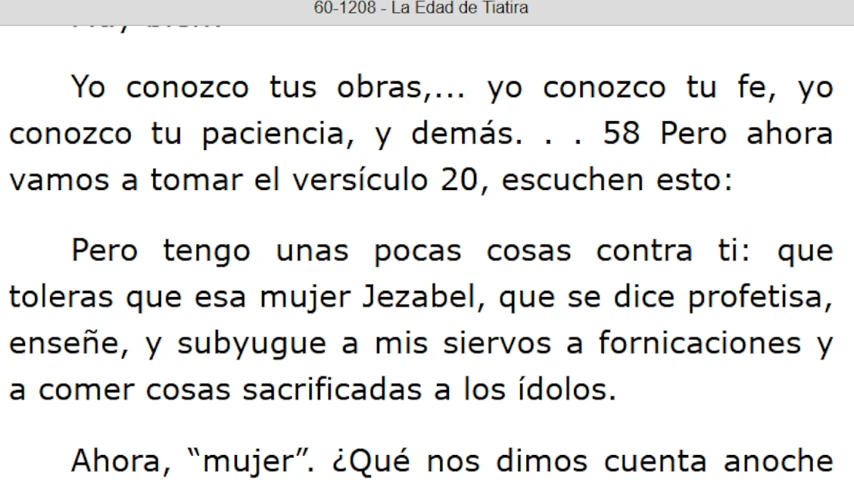 60-1208 - La Edad de Tiatira
Yo conozco tus obras,... yo conozco tu fe, yo
conozco tu paciencia, y demás. . . 58 Pero ahora
vamos a tomar el versículo 20, escuchen esto:
Pero tengo unas pocas cosas contra ti: que
toleras que esa mujer Jezabel, que se dice profetisa,
enseñe, y subyugue a mis siervos a fornicaciones y
a comer cosas sacrificadas a los ídolos.
Ahora, “mujer”. ¿Qué nos dimos cuenta anoche